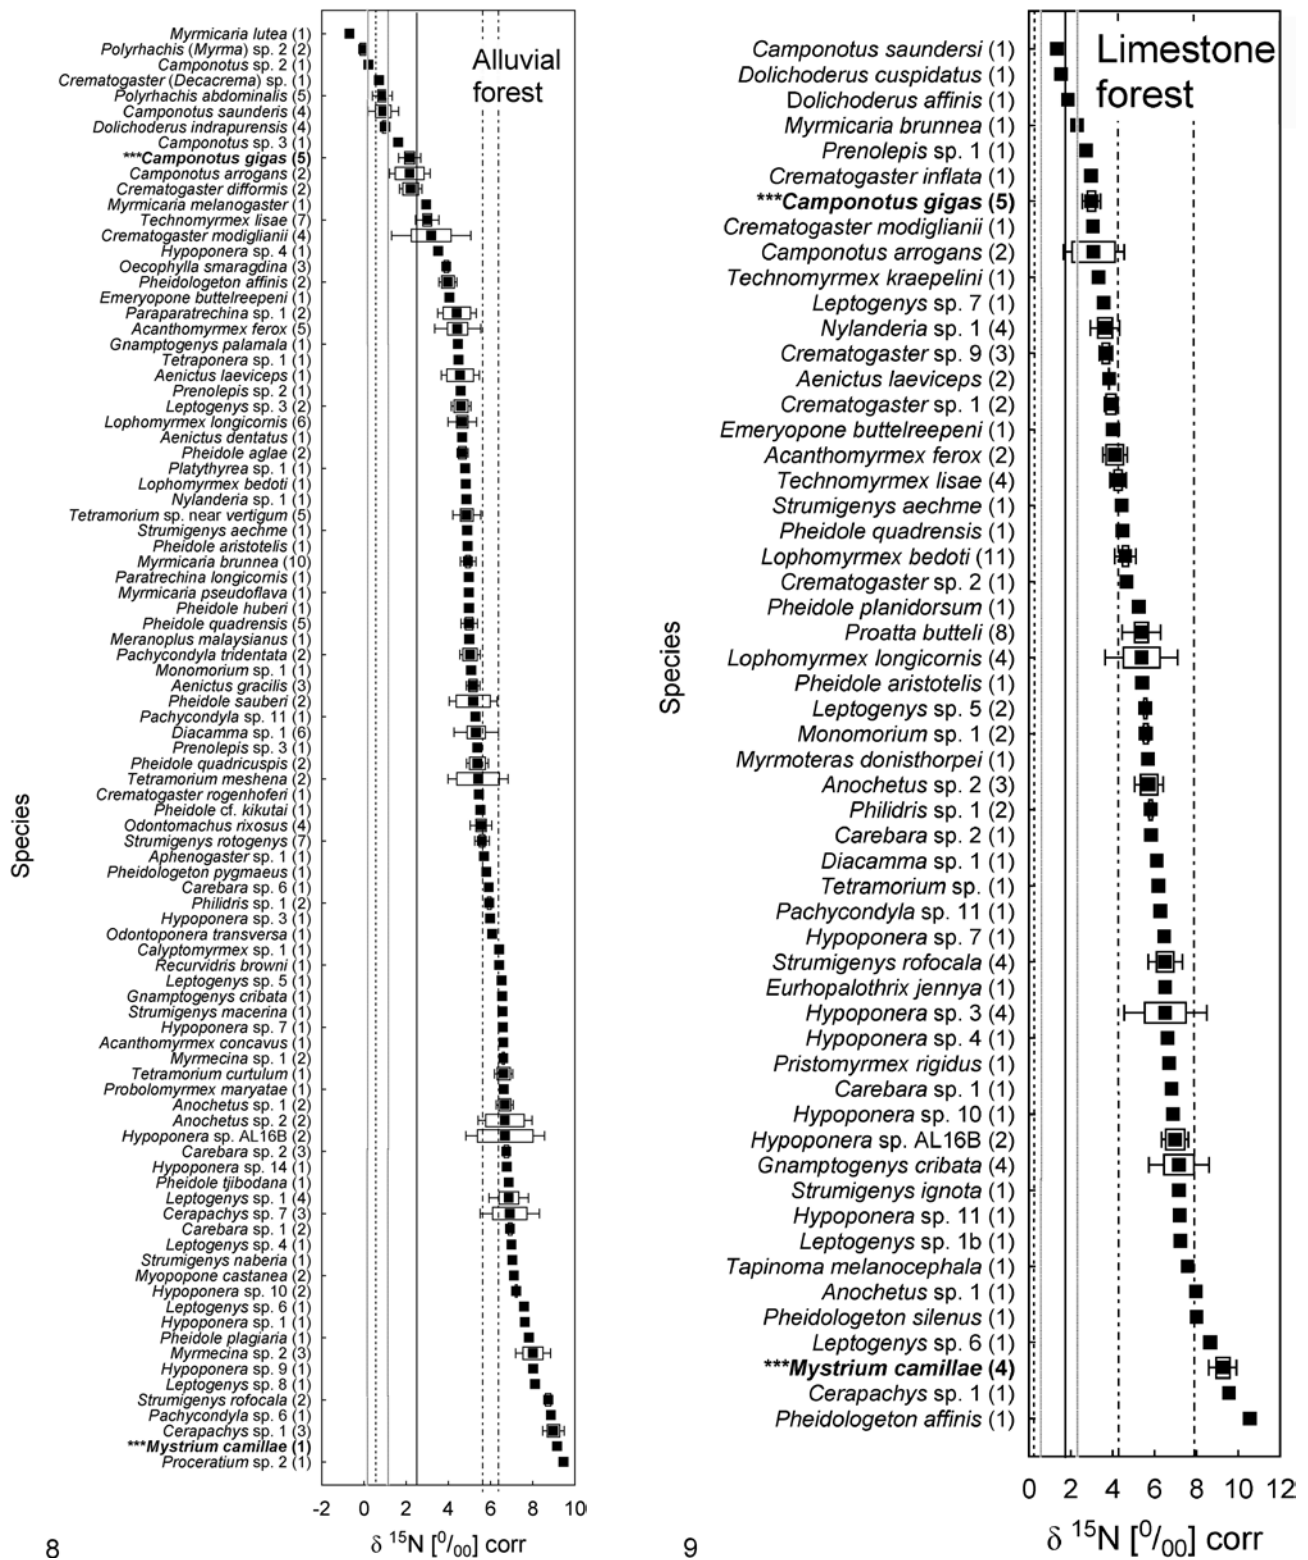 Alluvial
forest
Myrmicaria lutea (1)
Polyrhachis (Myrma) sp. 2 (2)
Camponotus sp. 2 (1)
Crematogaster (Decacrema) sp. (1)
Polyrhachis abdominalis (5)
Camponotus saunderis (4)
Dolichoderus indrapurensis (4)
Camponotus sp. 3 (1)
***Camponotus gigas (5)
Camponotus arrogans (2)
Crematogaster difformis (2)
Myrmicaria melanogaster (1)
Technomyrmex lisae (7)
Crematogaster modiglianii (4)
Hypoponera sp. 4 (1)
Oecophylla smaragdina (3)
Pheidologeton affinis (2)
Emeryopone buttelreepeni (1)
Paraparatrechina sp. 1 (2)
Acanthomyrmex ferox (5)
Gnamptogenys palamala (1)
Tetraponera sp. 1 (1)
Aenictus laeviceps (1)
Prenolepis sp. 2 (1)
Leptogenys sp. 3 (2)
Lophomyrmex longicornis (6)
Aenictus dentatus (1)
Pheidole aglae (2)
Platythyrea sp. 1 (1)
Lophomyrmex bedoti (1)
Nylanderia sp. 1 (1)
Tetramorium sp. near vertigum (5)
Strumigenys aechme (1)
Pheidole aristotelis (1)
Myrmicaria brunnea (10)
Paratrechina longicornis (1)
Myrmicaria pseudoflava (1)
Pheidole huberi (1)
Pheidole quadrensis (5)
Meranoplus malaysianus (1)
Pachycondyla tridentata (2)
Monomorium sp. 1 (1)
Aenictus gracilis (3)
Pheidole sauberi (2)
Pachycondyla sp. 11 (1)
Diacamma sp. 1 (6)
Prenolepis sp. 3 (1)
Pheidole quadricuspis (2)
Tetramorium meshena (2)
Crematogaster rogenhoferi (1)
Pheidole cf. kikutai (1)
Odontomachus rixosus (4)
Strumigenys rotogenys (7)
Aphenogaster sp. 1 (1)
Pheidologeton pygmaeus (1)
Carebara sp. 6 (1)
Philidris sp. 1 (2)
Hypoponera sp. 3 (1)
Odontoponera transversa (1)
Calyptomyrmex sp. 1 (1)
Recurvidris browni (1)
Leptogenys sp. 5 (1)
Gnamptogenys cribata (1)
Strumigenys macerina (1)
Hypoponera sp. 7 (1)
Acanthomyrmex concavus (1)
Myrmecina sp. 1 (2)
Tetramorium curtulum (1)
Probolomyrmex maryatae (1)
Anochetus sp. 1 (2)
Anochetus sp. 2 (2)
Hypoponera sp. AL16B (2)
Carebara sp. 2 (3)
Hypoponera sp. 14 (1)
Pheidole tjibodana (1)
Leptogenys sp. 1 (4)
Cerapachys sp. 7 (3)
Carebara sp. 1 (2)
Leptogenys sp. 4 (1)
Strumigenys naberia (1)
Myopopone castanea (2)
Hypoponera sp. 10 (2)
Leptogenys sp. 6 (1)
Hypoponera sp. 1 (1)
Pheidole plagiaria (1)
Myrmecina sp. 2 (3)
Hypoponera sp. 9 (1)
Leptogenys sp. 8 (1)
Strumigenys rofocala (2)
Pachycondyla sp. 6 (1)
Cerapachys sp. 1 (3)
***Mystrium camillae (1)
Proceratium sp. 2 (1)
Species
-2 0 2 4 6 8 10
δ ¹⁵N [⁰/₀₀] corr
8
Limestone
forest
Camponotus saundersi (1)
Dolichoderus cuspidatus (1)
Dolichoderus affinis (1)
Myrmicaria brunnea (1)
Prenolepis sp. 1 (1)
Crematogaster inflata (1)
***Camponotus gigas (5)
Crematogaster modiglianii (1)
Camponotus arrogans (2)
Technomyrmex kraepelini (1)
Leptogenys sp. 7 (1)
Nylanderia sp. 1 (4)
Crematogaster sp. 9 (3)
Aenictus laeviceps (2)
Crematogaster sp. 1 (2)
Emeryopone buttelreepeni (1)
Acanthomyrmex ferox (2)
Technomyrmex lisae (4)
Strumigenys aechme (1)
Pheidole quadrensis (1)
Lophomyrmex bedoti (11)
Crematogaster sp. 2 (1)
Pheidole planidorsum (1)
Proatta butteli (8)
Lophomyrmex longicornis (4)
Pheidole aristotelis (1)
Leptogenys sp. 5 (2)
Monomorium sp. 1 (2)
Myrmoteras donisthorpei (1)
Anochetus sp. 2 (3)
Philidris sp. 1 (2)
Carebara sp. 2 (1)
Diacamma sp. 1 (1)
Tetramorium sp. (1)
Pachycondyla sp. 11 (1)
Hypoponera sp. 7 (1)
Strumigenys rofocala (4)
Eurhopalothrix jennya (1)
Hypoponera sp. 3 (4)
Hypoponera sp. 4 (1)
Pristomyrmex rigidus (1)
Carebara sp. 1 (1)
Hypoponera sp. 10 (1)
Hypoponera sp. AL16B (2)
Gnamptogenys cribata (4)
Strumigenys ignota (1)
Hypoponera sp. 11 (1)
Leptogenys sp. 1b (1)
Tapinoma melanocephala (1)
Anochetus sp. 1 (1)
Pheidologeton silenus (1)
Leptogenys sp. 6 (1)
***Mystrium camillae (4)
Cerapachys sp. 1 (1)
Pheidologeton affinis (1)
Species
0 2 4 6 8 10 12
δ ¹⁵N [⁰/₀₀] corr
9